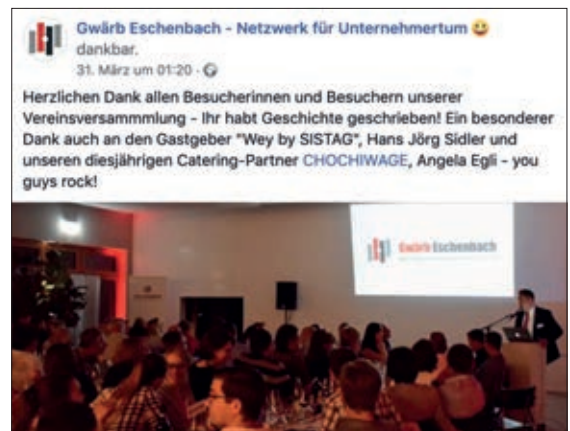 Gwärb Eschenbach - Netzwerk für Unternehmertum 😃
dankbar.
31. März um 01:20 ·
Herzlichen Dank allen Besucherinnen und Besuchern unserer
Vereinsversammmlung - Ihr habt Geschichte geschrieben! Ein besonderer
Dank auch an den Gastgeber "Wey by SISTAG", Hans Jörg Sidler und
unseren diesjährigen Catering-Partner CHOCHIWAGE, Angela Egli - you
guys rock!
Gwärb Eschenbach